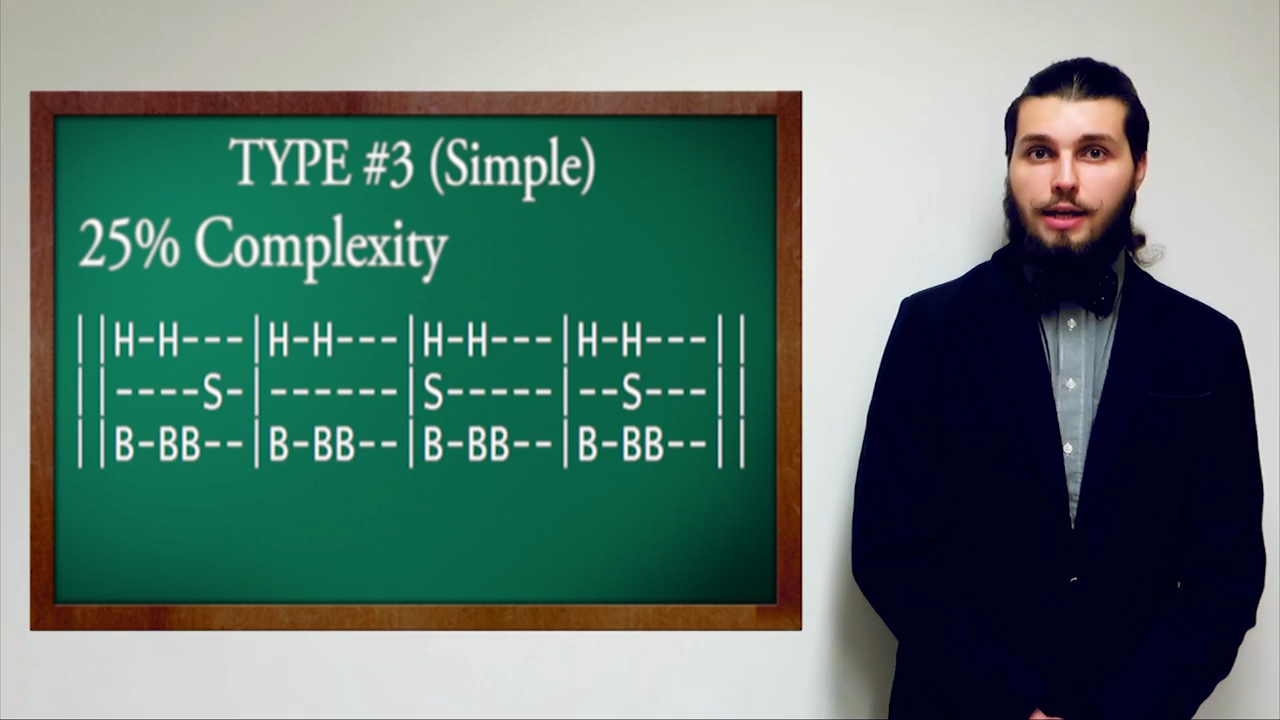 TYPE #3 (Simple)
25% Complexity
||H-H---|H-H---|H-H---|H-H---||
||----S-|------|S-----|--S---||
||B-BB--|B-BB--|B-BB--|B-BB--||